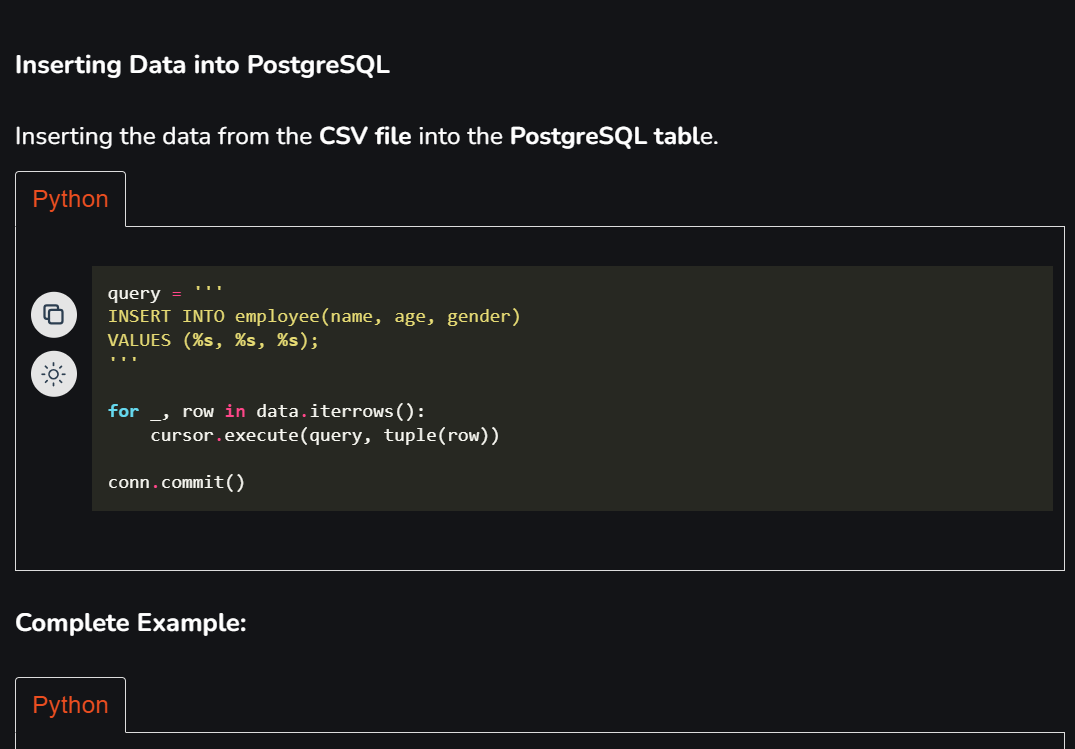 Inserting Data into PostgreSQL
Inserting the data from the CSV file into the PostgreSQL table.
Python
query = '''
INSERT INTO employee(name, age, gender)
VALUES (%s, %s, %s);
'''
for _, row in data.iterrows():
    cursor.execute(query, tuple(row))
conn.commit()
Complete Example:
Python